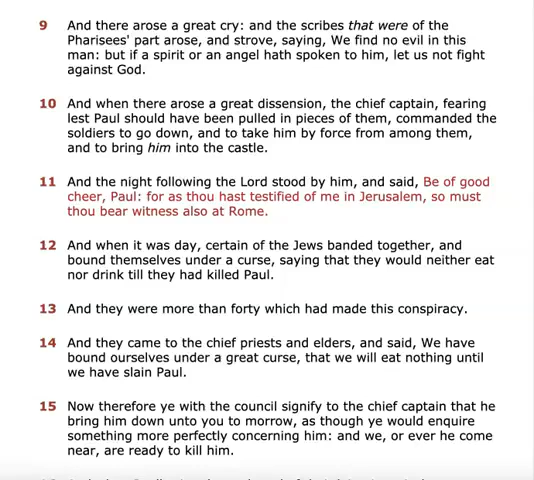 9 And there arose a great cry: and the scribes that were of the
Pharisees' part arose, and strove, saying, We find no evil in this
man: but if a spirit or an angel hath spoken to him, let us not fight
against God.
10 And when there arose a great dissension, the chief captain, fearing
lest Paul should have been pulled in pieces of them, commanded the
soldiers to go down, and to take him by force from among them,
and to bring him into the castle.
11 And the night following the Lord stood by him, and said, Be of good
cheer, Paul: for as thou hast testified of me in Jerusalem, so must
thou bear witness also at Rome.
12 And when it was day, certain of the Jews banded together, and
bound themselves under a curse, saying that they would neither eat
nor drink till they had killed Paul.
13 And they were more than forty which had made this conspiracy.
14 And they came to the chief priests and elders, and said, We have
bound ourselves under a great curse, that we will eat nothing until
we have slain Paul.
15 Now therefore ye with the council signify to the chief captain that he
bring him down unto you to morrow, as though ye would enquire
something more perfectly concerning him: and we, or ever he come
near, are ready to kill him.